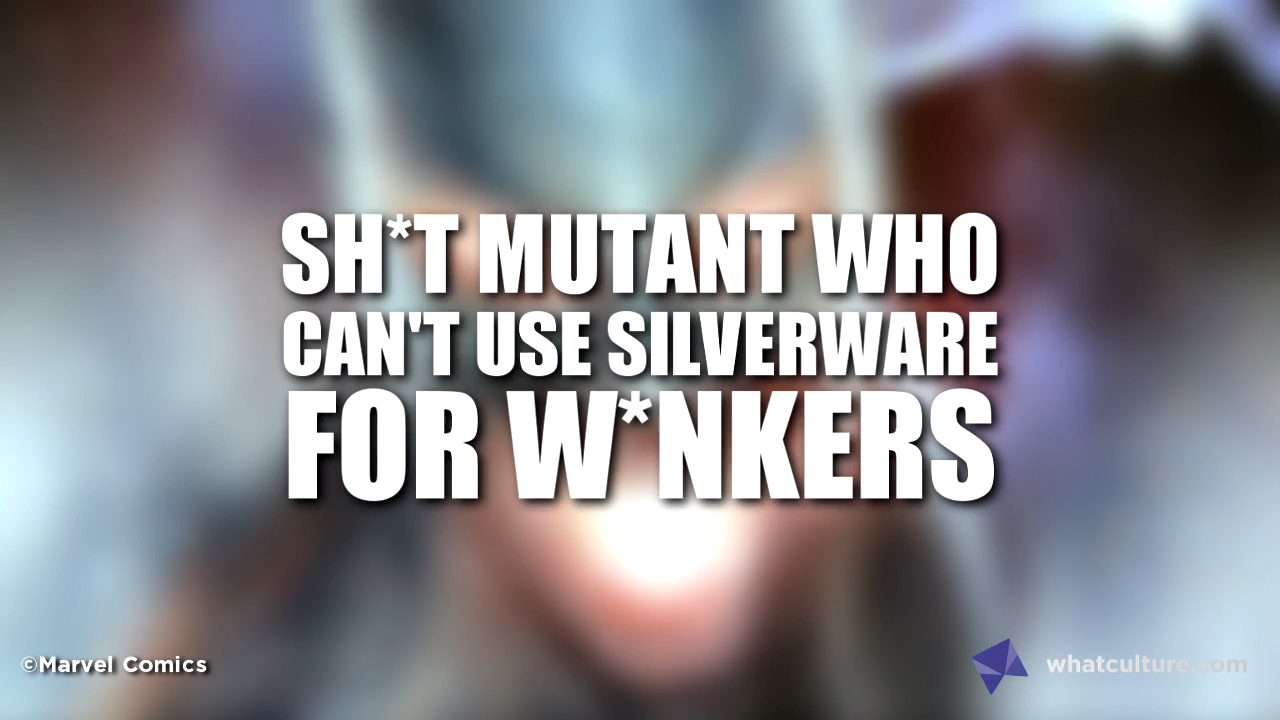 SH*T MUTANT WHO
CAN'T USE SILVERWARE
FOR W*NKERS
©Marvel Comics
whatculture.com